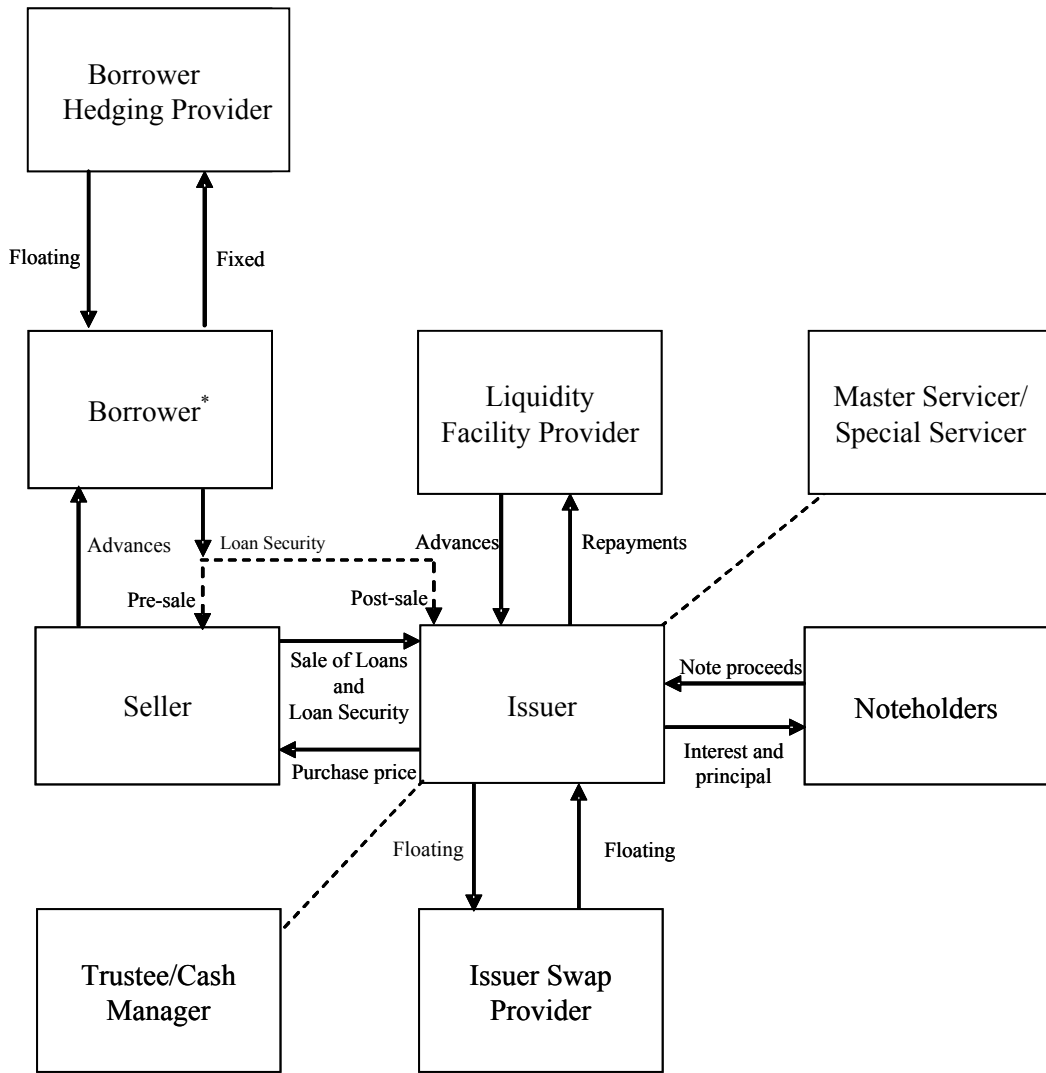 Borrower
Hedging Provider
Floating
Fixed
Borrower*
Liquidity
Facility Provider
Master Servicer/
Special Servicer
Advances
Loan Security
Advances
Repayments
Pre-sale
Post-sale
Seller
Sale of Loans
and
Loan Security
Purchase price
Issuer
Note proceeds
Interest and
principal
Noteholders
Floating
Floating
Trustee/Cash
Manager
Issuer Swap
Provider